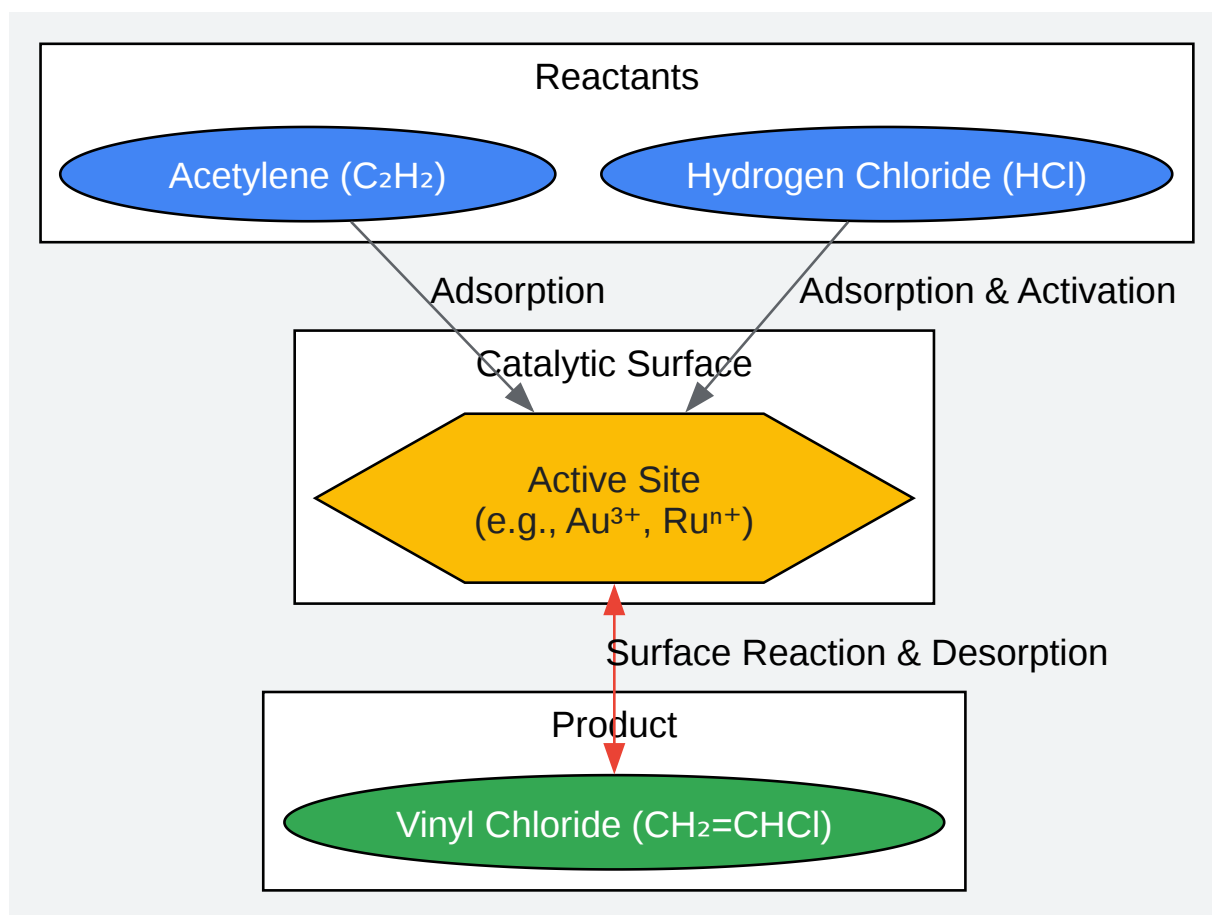 Reactants
Acetylene (C₂H₂)
Hydrogen Chloride (HCl)
Adsorption
Adsorption & Activation
Catalytic Surface
Active Site
(e.g., Au³⁺, Ruⁿ⁺)
Surface Reaction & Desorption
Product
Vinyl Chloride (CH₂=CHCl)